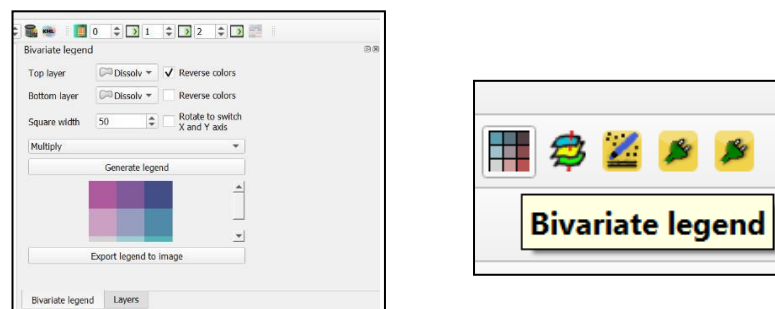 KML 0 1 2
Bivariate legend
Top layer Dissolv Reverse colors
Bottom layer Dissolv Reverse colors
Square width 50 Rotate to switch
X and Y axis
Multiply
Generate legend
Export legend to image
Bivariate legend Layers
Bivariate legend